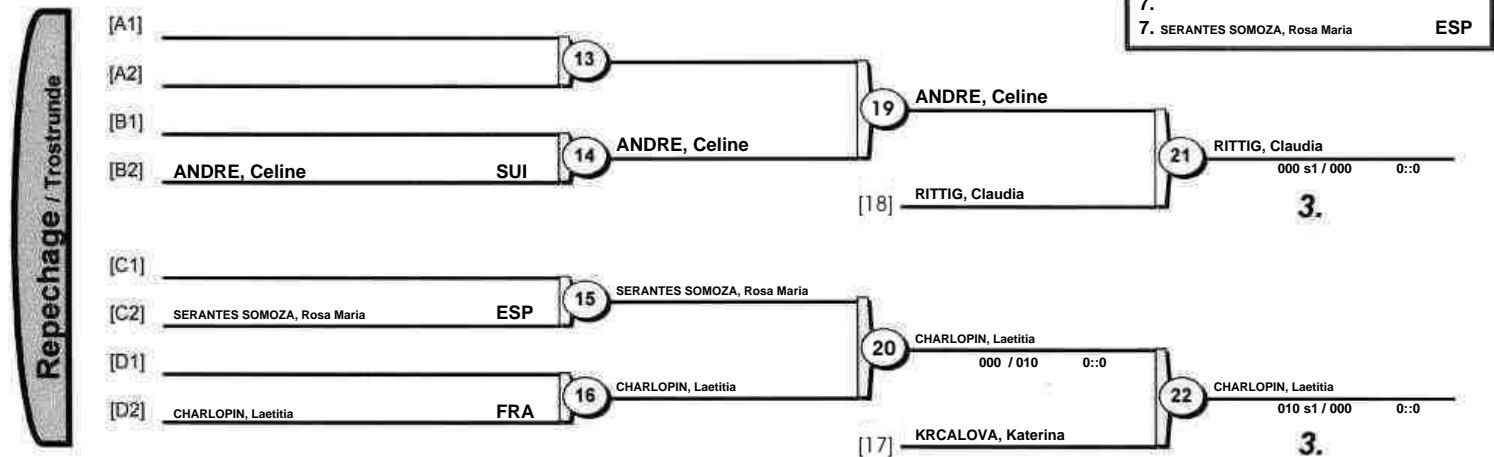 7.
7. SERANTES SOMOZA, Rosa Maria ESP
Repechage / Trostrunde
[A1]
13
[A2]
19 ANDRE, Celine
[B1]
14 ANDRE, Celine
[B2] ANDRE, Celine SUI
21 RITTIG, Claudia
000 s1 / 000 0::0
[18] RITTIG, Claudia
3.
[C1]
15 SERANTES SOMOZA, Rosa Maria
[C2] SERANTES SOMOZA, Rosa Maria ESP
20 CHARLOPIN, Laetitia
000 / 010 0::0
[D1]
16 CHARLOPIN, Laetitia
[D2] CHARLOPIN, Laetitia FRA
22 CHARLOPIN, Laetitia
010 s1 / 000 0::0
[17] KRCALOVA, Katerina
3.